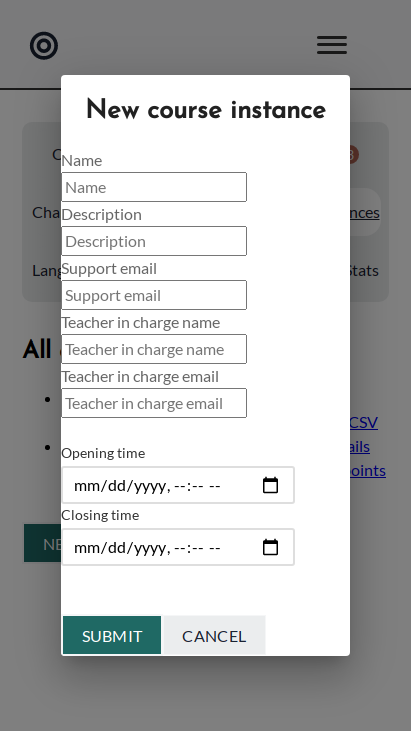 New course instance
Name
Name
Description
Description
Support email
Support email
Teacher in charge name
Teacher in charge name
Teacher in charge email
Teacher in charge email
Opening time
mm/dd/yyyy, --:-- --
Closing time
mm/dd/yyyy, --:-- --
SUBMIT
CANCEL
All
CSV